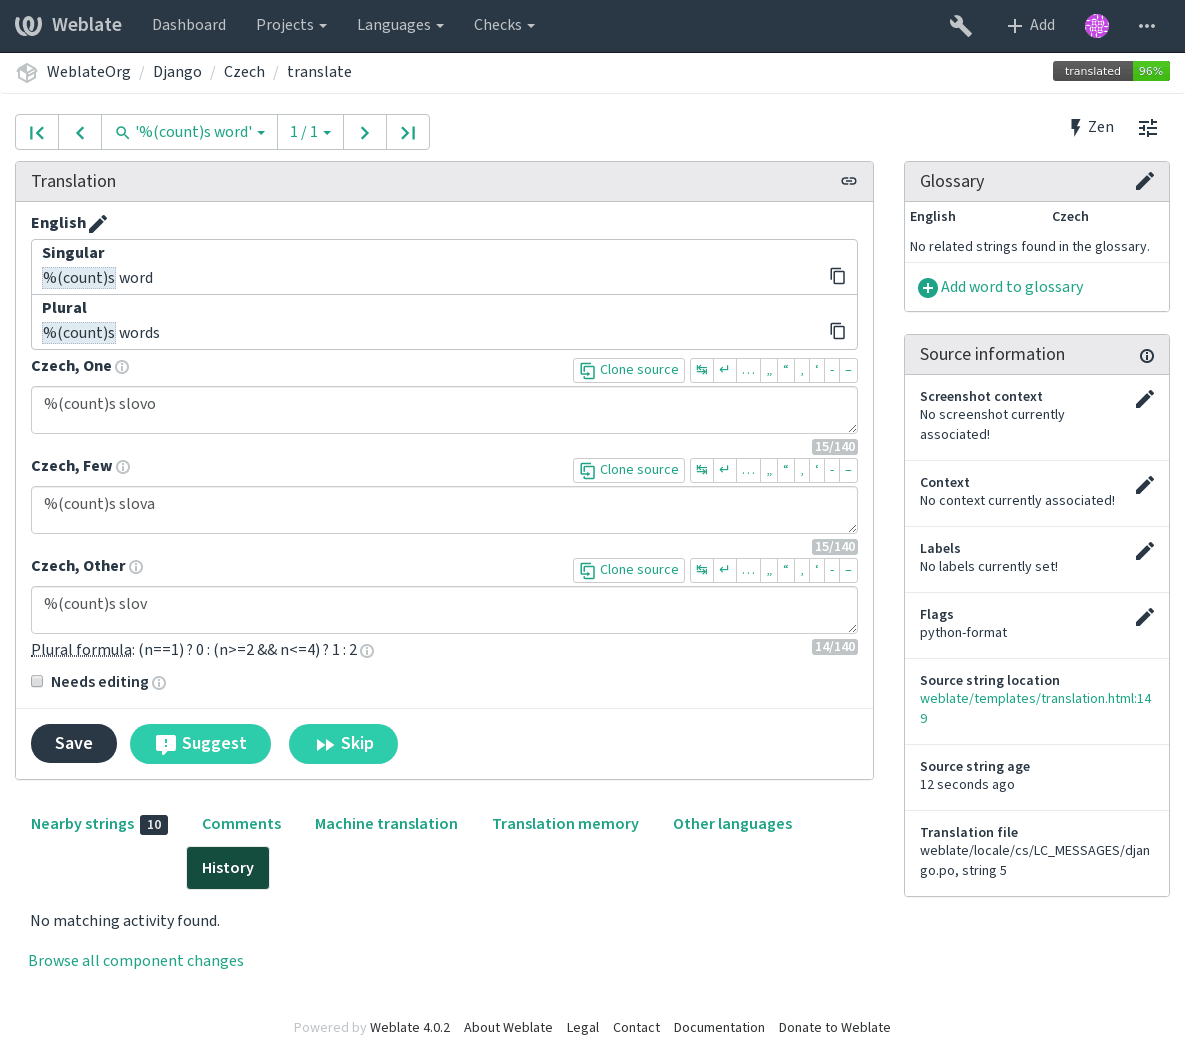 Weblate Dashboard Projects Languages Checks Add
WeblateOrg / Django / Czech / translate
translated 96%
'%(count)s word' 1 / 1
Zen
Translation
English
Singular
%(count)s word
Plural
%(count)s words
Czech, One
Clone source ↹ ↵ … „ “ ‚ ‘ - –
%(count)s slovo
15/140
Czech, Few
Clone source ↹ ↵ … „ “ ‚ ‘ - –
%(count)s slova
15/140
Czech, Other
Clone source ↹ ↵ … „ “ ‚ ‘ - –
%(count)s slov
14/140
Plural formula: (n==1) ? 0 : (n>=2 && n<=4) ? 1 : 2
Needs editing
Save Suggest Skip
Nearby strings 10 Comments Machine translation Translation memory Other languages
History
No matching activity found.
Browse all component changes
Glossary
English Czech
No related strings found in the glossary.
Add word to glossary
Source information
Screenshot context
No screenshot currently
associated!
Context
No context currently associated!
Labels
No labels currently set!
Flags
python-format
Source string location
weblate/templates/translation.html:14
9
Source string age
12 seconds ago
Translation file
weblate/locale/cs/LC_MESSAGES/djan
go.po, string 5
Powered by Weblate 4.0.2 About Weblate Legal Contact Documentation Donate to Weblate